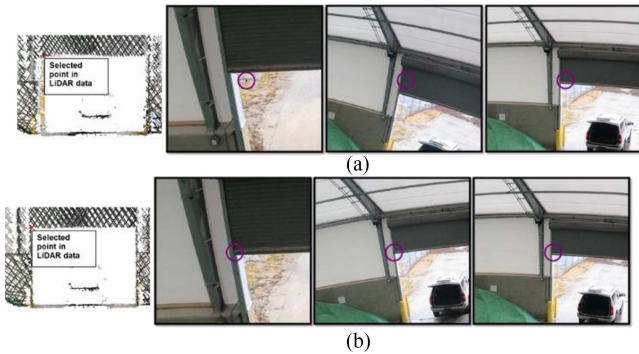 Selected
point in
LiDAR data
(a)
Selected
point in
LiDAR data
(b)